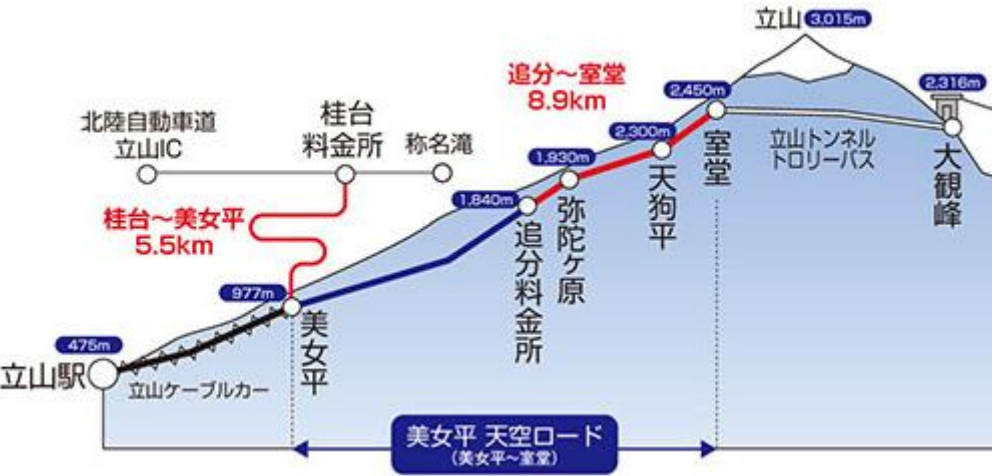 立山 3,015m
追分～室堂
8.9km
2,450m
2,316m
北陸自動車道
立山IC
桂台
料金所
称名滝
2,300m
室堂
立山トンネル
トロリーバス
大観峰
1,930m
天狗平
1,840m
弥陀ヶ原
桂台～美女平
5.5km
追分料金所
977m
美女平
475m
立山駅
立山ケーブルカー
美女平 天空ロード
(美女平～室堂)